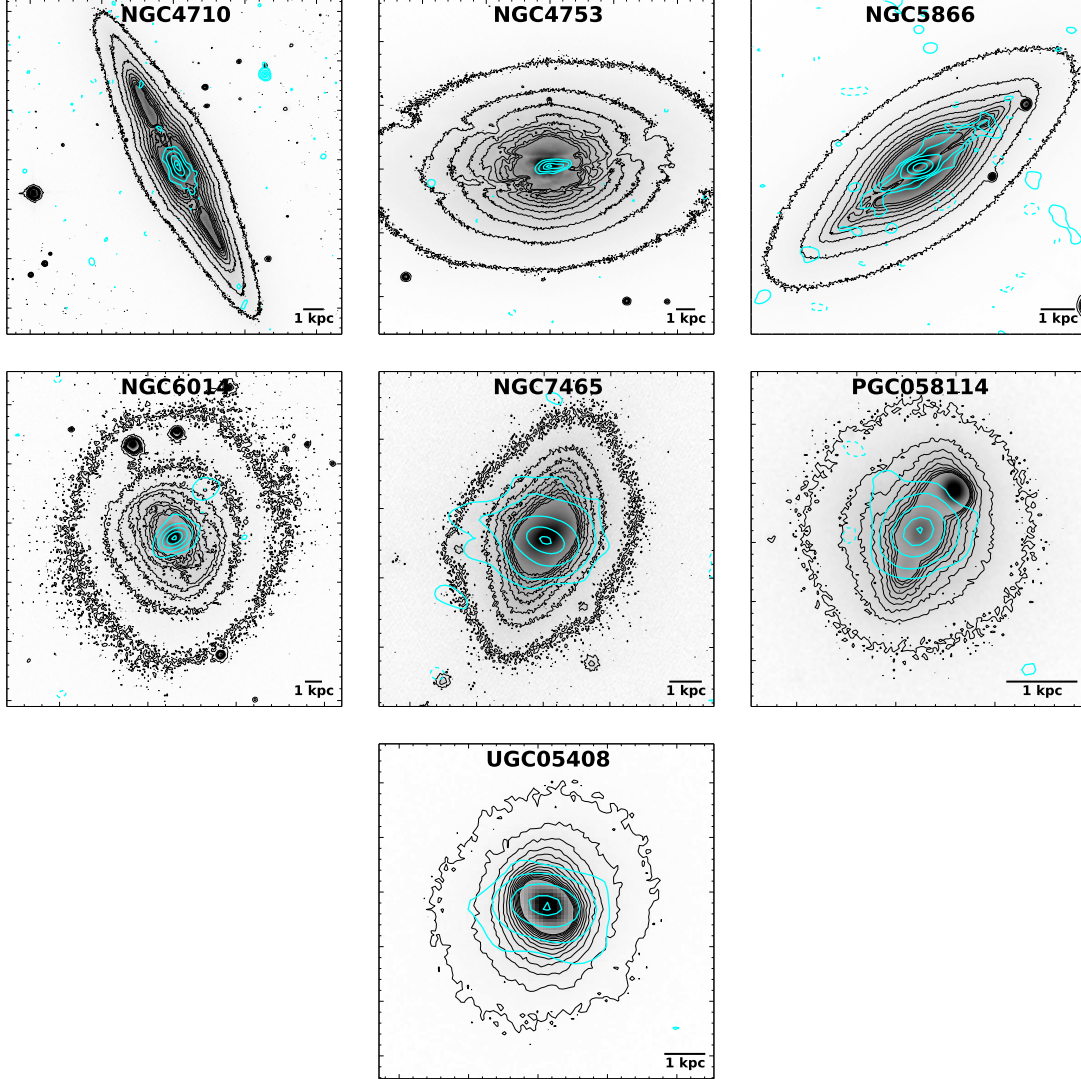 NGC4710
1 kpc
NGC4753
1 kpc
NGC5866
1 kpc
NGC6014
1 kpc
NGC7465
1 kpc
PGC058114
1 kpc
UGC05408
1 kpc